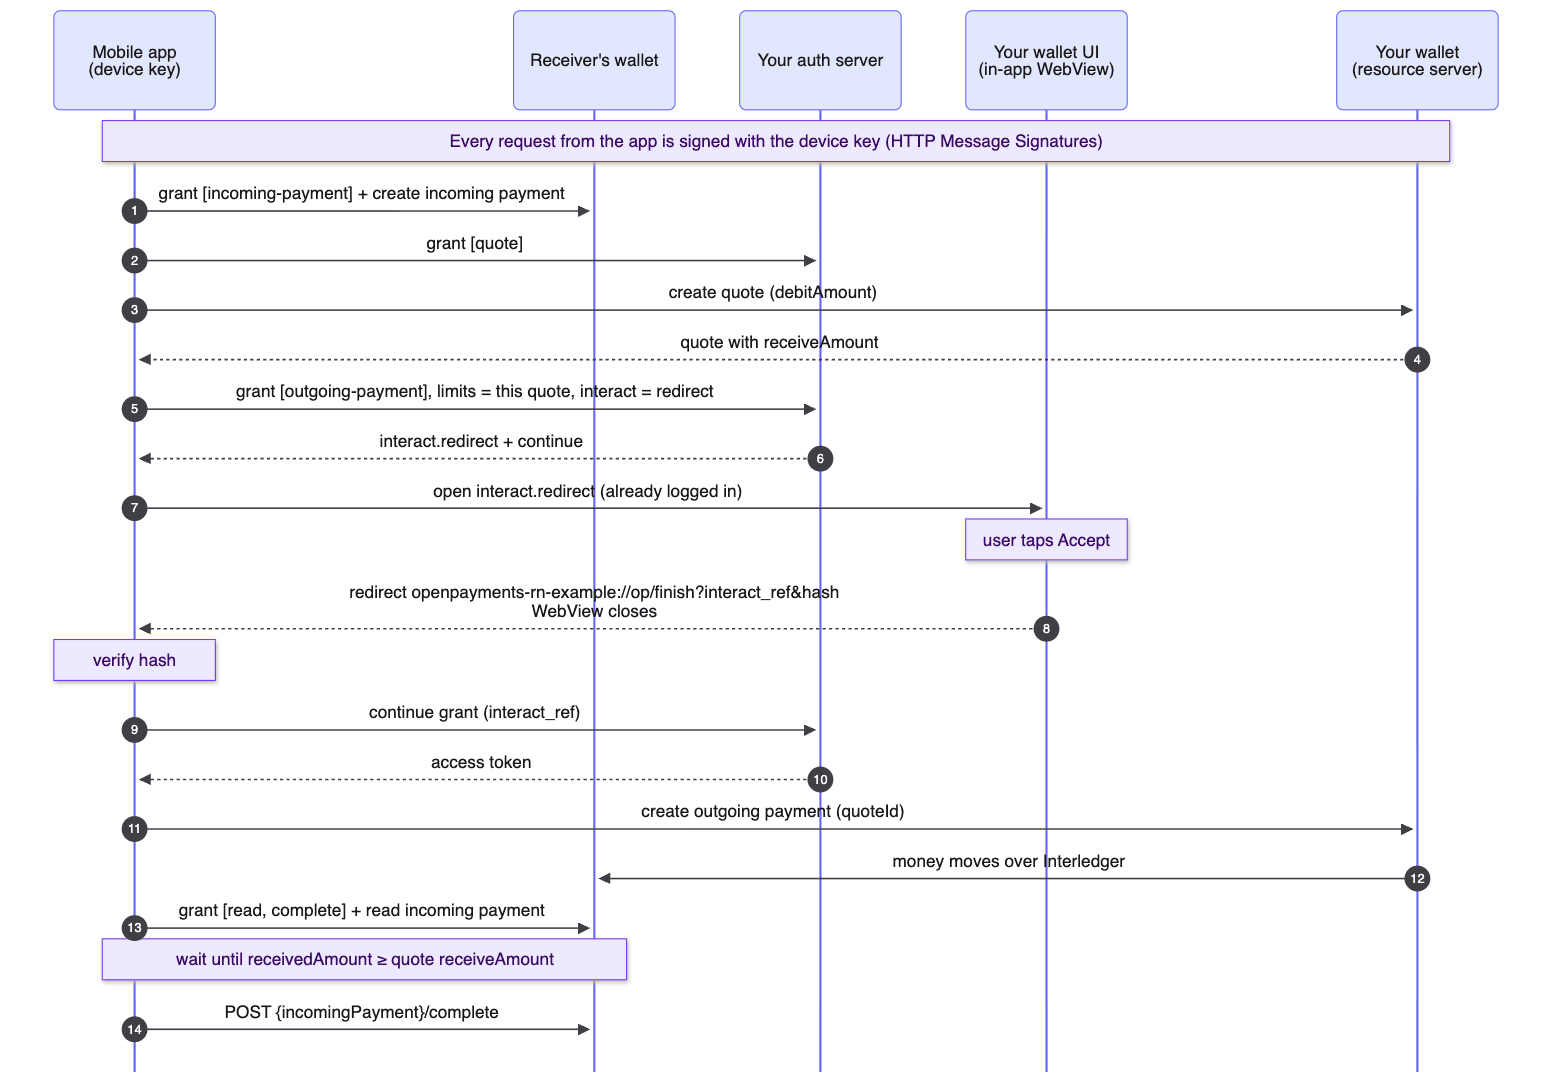 Mobile app
(device key)
Receiver's wallet
Your auth server
Your wallet UI
(in-app WebView)
Your wallet
(resource server)
Every request from the app is signed with the device key (HTTP Message Signatures)
grant [incoming-payment] + create incoming payment
1
grant [quote]
2
create quote (debitAmount)
3
quote with receiveAmount
4
grant [outgoing-payment], limits = this quote, interact = redirect
5
interact.redirect + continue
6
open interact.redirect (already logged in)
7
user taps Accept
redirect openpayments-rn-example://op/finish?interact_ref&hash
WebView closes
8
verify hash
continue grant (interact_ref)
9
access token
10
create outgoing payment (quoteId)
11
money moves over Interledger
12
grant [read, complete] + read incoming payment
13
wait until receivedAmount ≥ quote receiveAmount
POST {incomingPayment}/complete
14